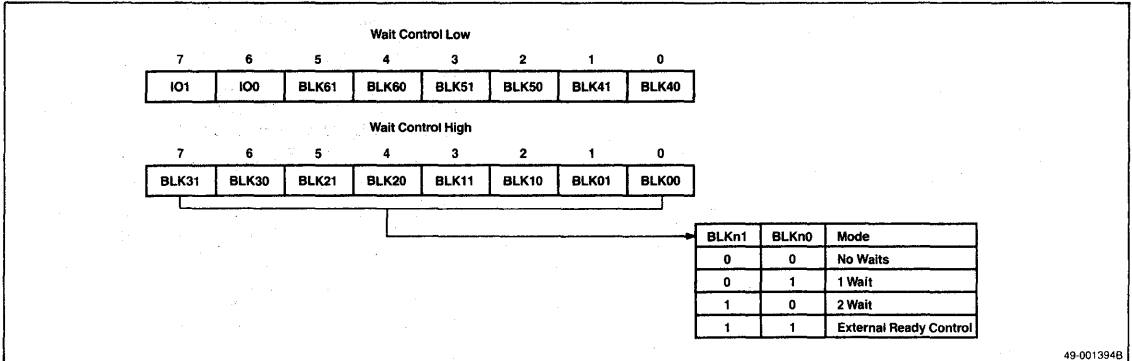 Wait Control Low
7 6 5 4 3 2 1 0
IO1 IO0 BLK61 BLK60 BLK51 BLK50 BLK41 BLK40
Wait Control High
7 6 5 4 3 2 1 0
BLK31 BLK30 BLK21 BLK20 BLK11 BLK10 BLK01 BLK00
BLKn1 BLKn0 Mode
0 0 No Waits
0 1 1 Wait
1 0 2 Wait
1 1 External Ready Control
49-001394B